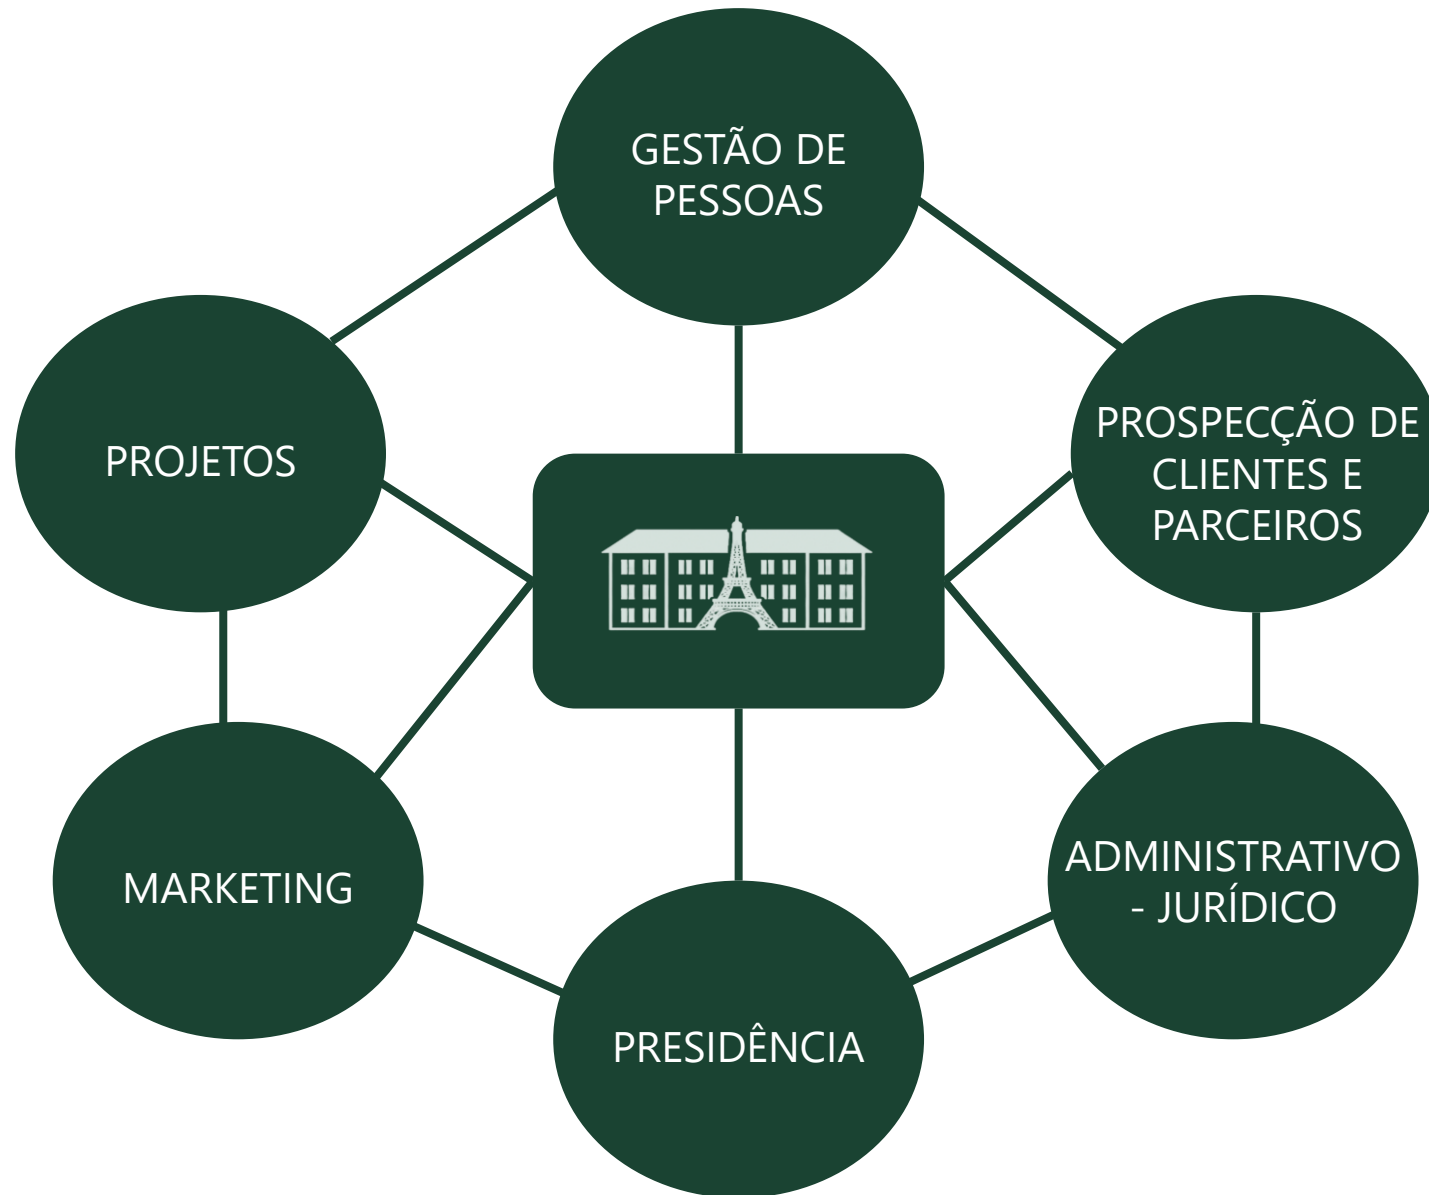 GESTÃO DE
PESSOAS
PROJETOS
PROSPECÇÃO DE
CLIENTES E
PARCEIROS
MARKETING
ADMINISTRATIVO
- JURÍDICO
PRESIDÊNCIA